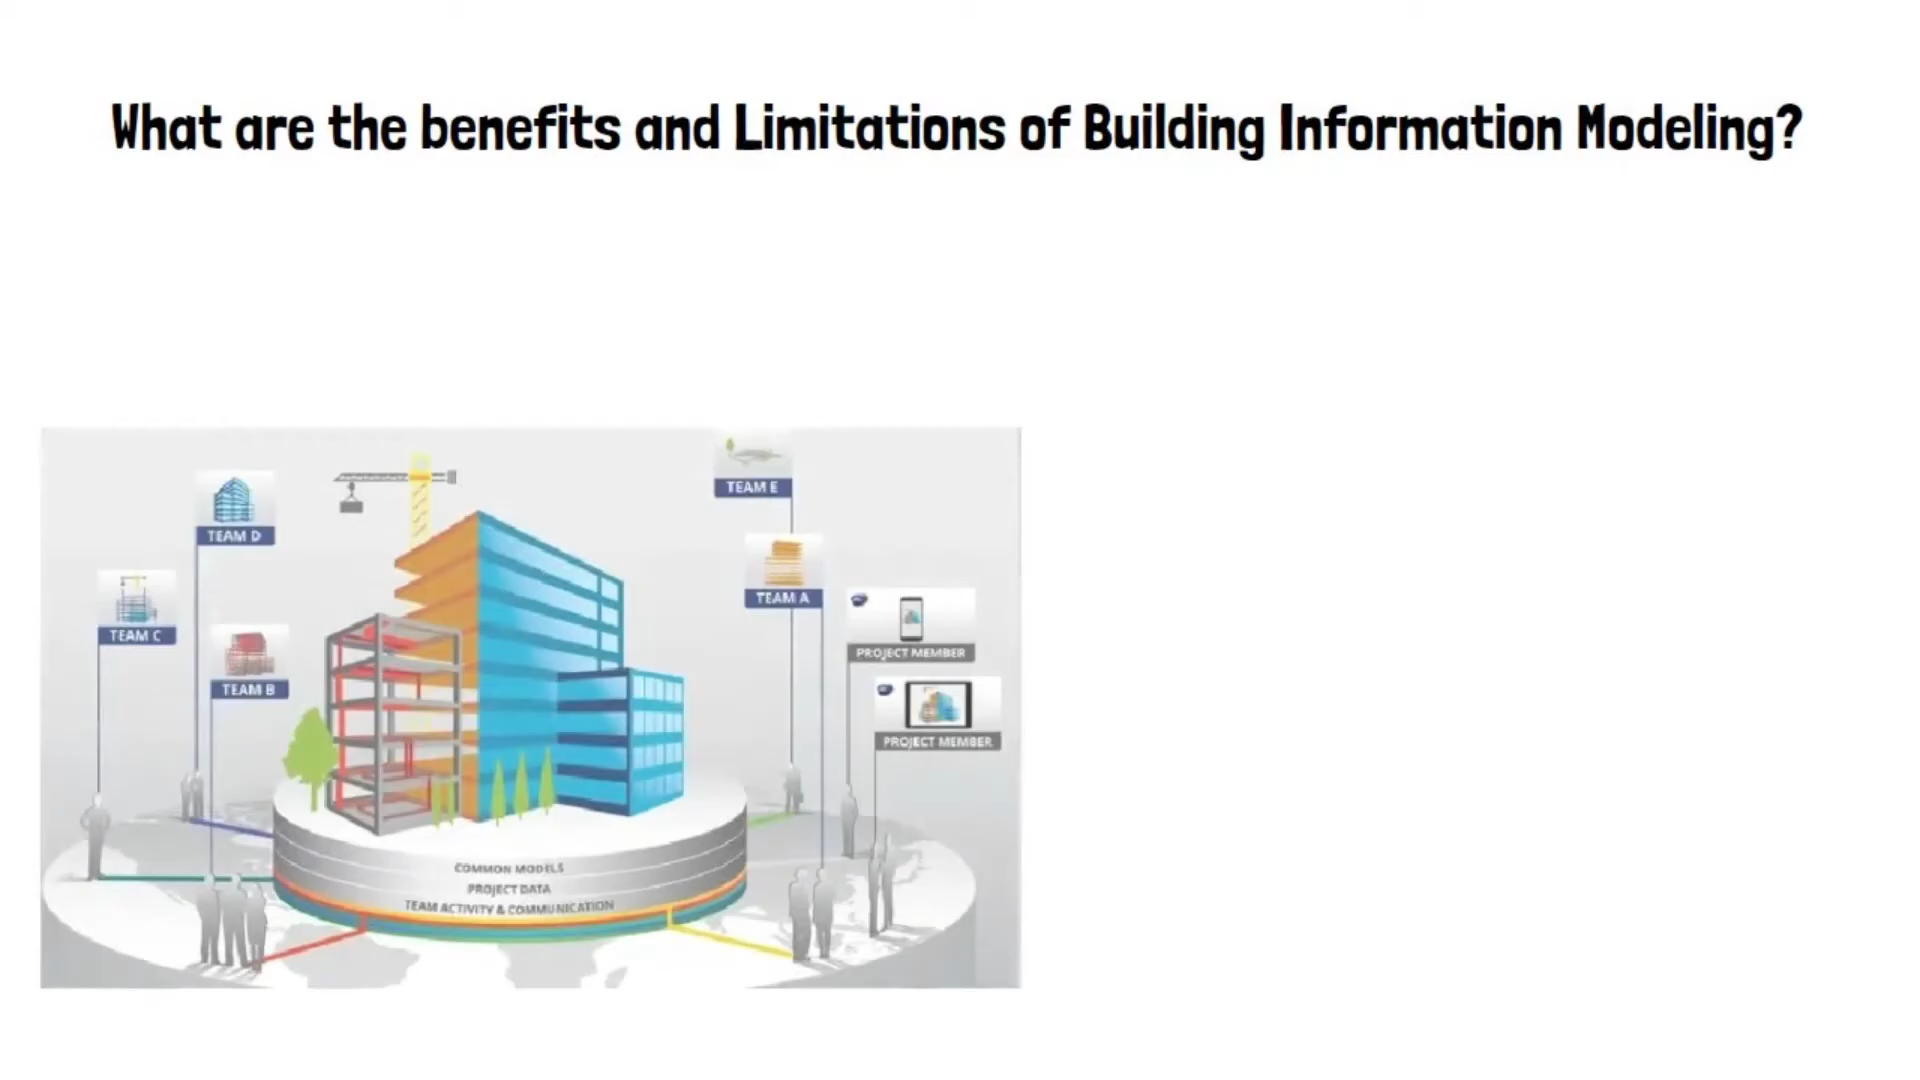 What are the benefits and Limitations of Building Information Modeling?
TEAM E
TEAM D
TEAM A
TEAM C
PROJECT MEMBER
TEAM B
PROJECT MEMBER
COMMON MODELS
PROJECT DATA
TEAM ACTIVITY & COMMUNICATION